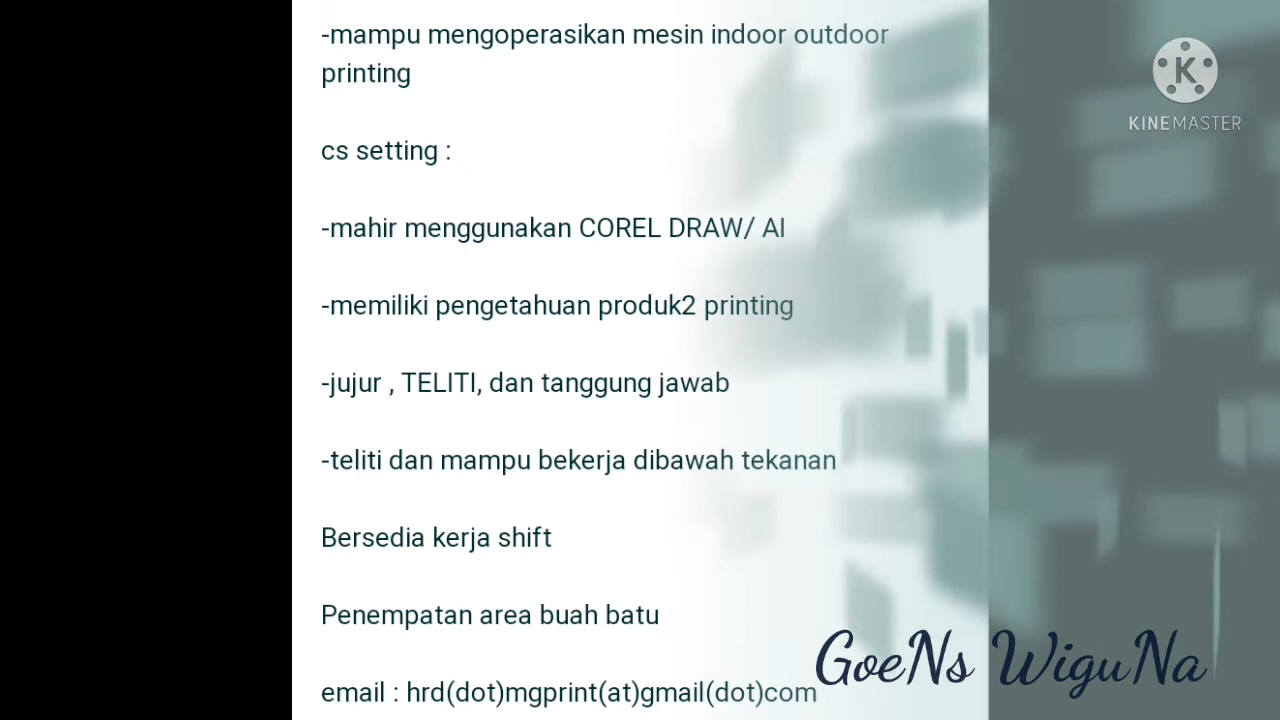 -mampu mengoperasikan mesin indoor outdoor
printing
cs setting :
-mahir menggunakan COREL DRAW/ AI
-memiliki pengetahuan produk2 printing
-jujur , TELITI, dan tanggung jawab
-teliti dan mampu bekerja dibawah tekanan
Bersedia kerja shift
Penempatan area buah batu
email : hrd(dot)mgprint(at)gmail(dot)com
K
KINEMASTER
GoeNs WiguNa